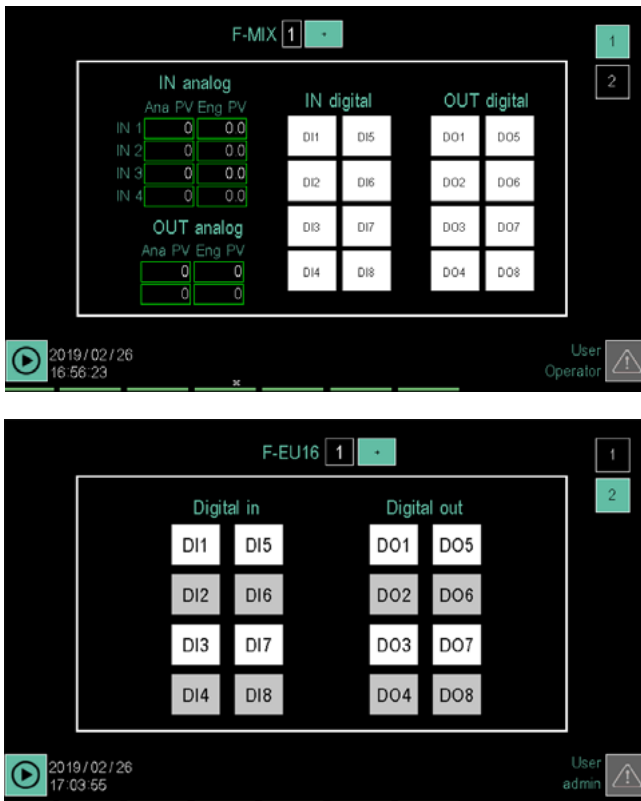 F-MIX 1 +
1
2
IN analog
Ana PV Eng PV
IN 1 0 0.0
IN 2 0 0.0
IN 3 0 0.0
IN 4 0 0.0
OUT analog
Ana PV Eng PV
0 0
0 0
IN digital
DI1 DI5
DI2 DI6
DI3 DI7
DI4 DI8
OUT digital
DO1 DO5
DO2 DO6
DO3 DO7
DO4 DO8
2019/02/26
16:56:23
User
Operator
F-EU16 1 +
1
2
Digital in
DI1 DI5
DI2 DI6
DI3 DI7
DI4 DI8
Digital out
DO1 DO5
DO2 DO6
DO3 DO7
DO4 DO8
2019/02/26
17:03:55
User
admin